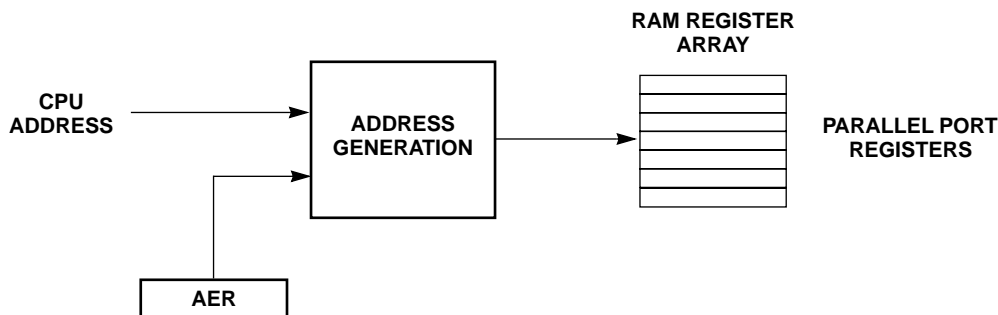 RAM REGISTER
ARRAY
CPU
ADDRESS
ADDRESS
GENERATION
PARALLEL PORT
REGISTERS
AER